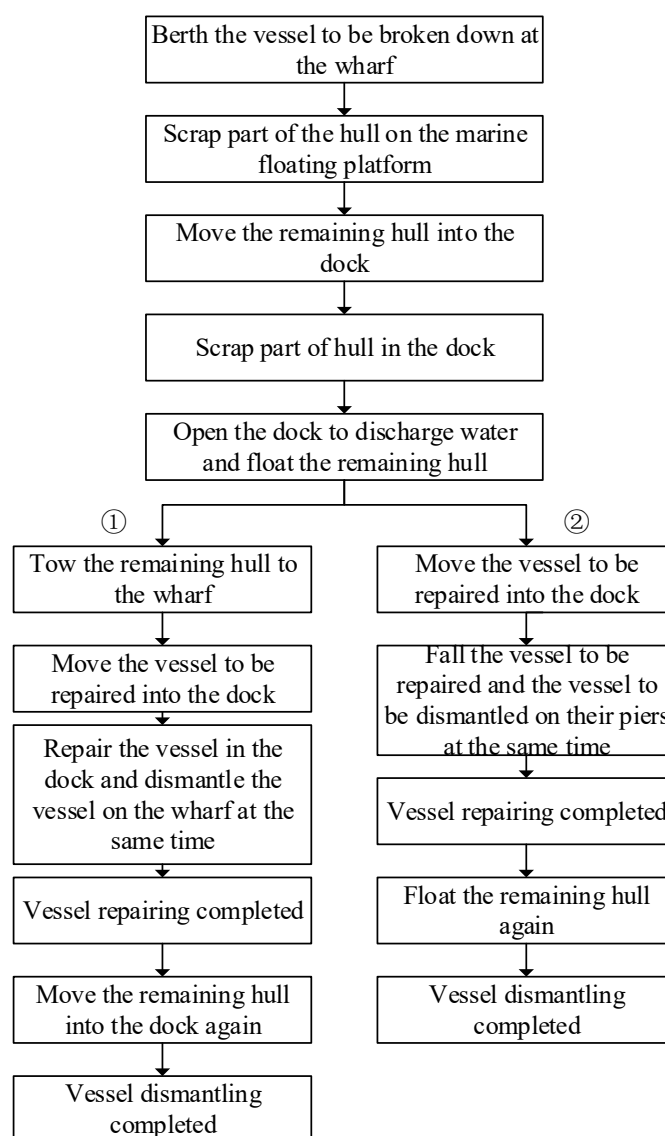 Berth the vessel to be broken down at
the wharf
Scrap part of the hull on the marine
floating platform
Move the remaining hull into the
dock
Scrap part of hull in the dock
Open the dock to discharge water
and float the remaining hull
①
Tow the remaining hull to
the wharf
Move the vessel to be
repaired into the dock
Repair the vessel in the
dock and dismantle the
vessel on the wharf at the
same time
Vessel repairing completed
Move the remaining hull
into the dock again
Vessel dismantling
completed
②
Move the vessel to be
repaired into the dock
Fall the vessel to be
repaired and the vessel to
be dismantled on their piers
at the same time
Vessel repairing completed
Float the remaining hull
again
Vessel dismantling
completed